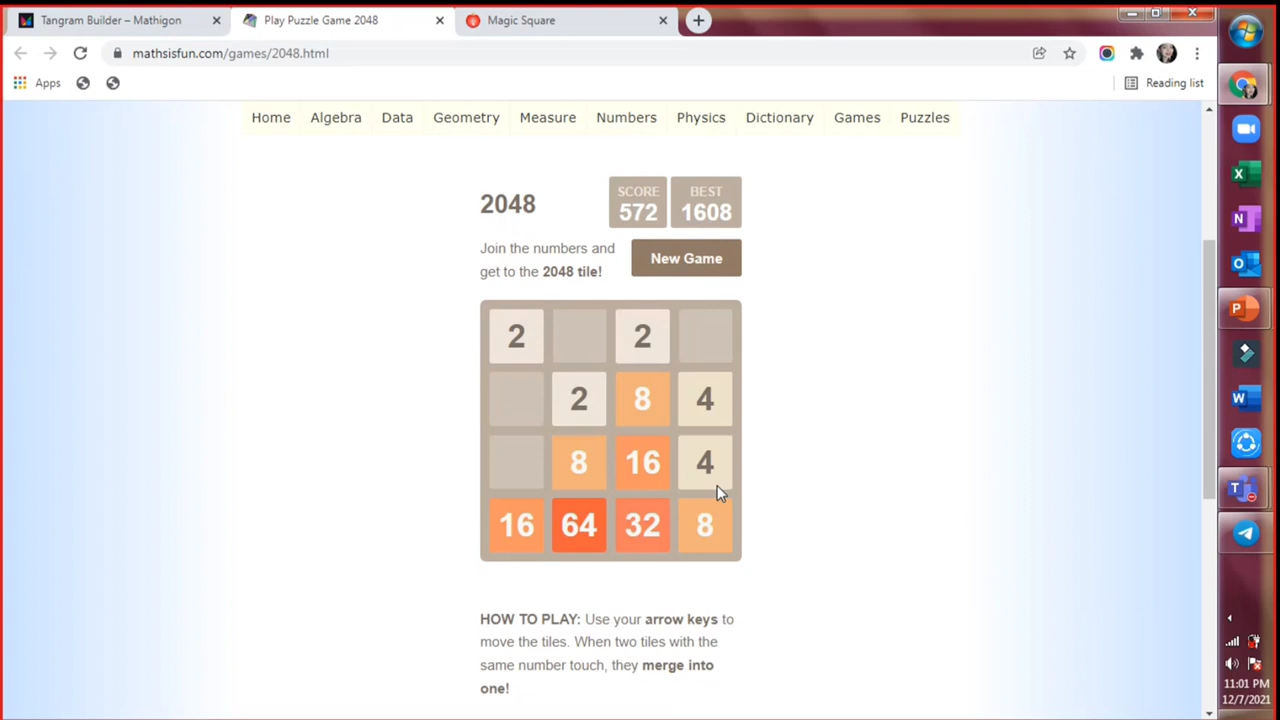 Tangram Builder – Mathigon
Play Puzzle Game 2048
Magic Square
mathsisfun.com/games/2048.html
Apps
Reading list
Home Algebra Data Geometry Measure Numbers Physics Dictionary Games Puzzles
2048
SCORE
572
BEST
1608
Join the numbers and
get to the 2048 tile!
New Game
2 2
2 8 4
8 16 4
16 64 32 8
HOW TO PLAY: Use your arrow keys to
move the tiles. When two tiles with the
same number touch, they merge into
one!
11:01 PM
12/7/2021